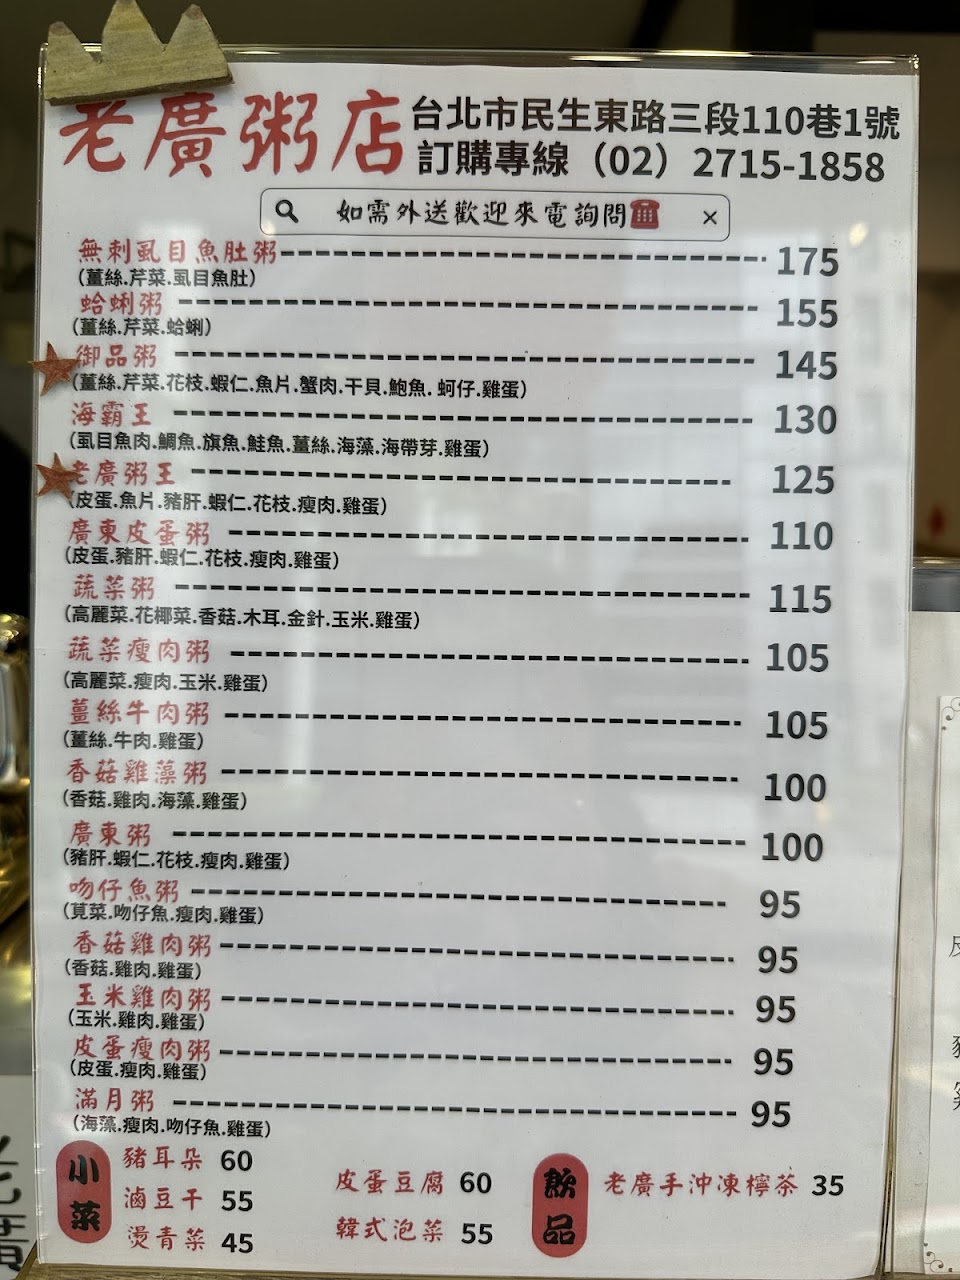 老廣粥店
台北市民生東路三段110巷1號
訂購專線（02）2715-1858
如需外送歡迎來電詢問☎ ×
無刺虱目魚肚粥 175
(薑絲.芹菜.虱目魚肚)
蛤蜊粥 155
(薑絲.芹菜.蛤蜊)
御品粥 145
(薑絲.芹菜.花枝.蝦仁.魚片.蟹肉.干貝.鮑魚. 蚵仔.雞蛋)
海霸王 130
(虱目魚肉.鯛魚.旗魚.鮭魚.薑絲.海藻.海帶芽.雞蛋)
老廣粥王 125
(皮蛋.魚片.豬肝.蝦仁.花枝.瘦肉.雞蛋)
廣東皮蛋粥 110
(皮蛋.豬肝.蝦仁.花枝.瘦肉.雞蛋)
蔬菜粥 115
(高麗菜.花椰菜.香菇.木耳.金針.玉米.雞蛋)
蔬菜瘦肉粥 105
(高麗菜.瘦肉.玉米.雞蛋)
薑絲牛肉粥 105
(薑絲.牛肉.雞蛋)
香菇雞藻粥 100
(香菇.雞肉.海藻.雞蛋)
廣東粥 100
(豬肝.蝦仁.花枝.瘦肉.雞蛋)
吻仔魚粥 95
(莧菜.吻仔魚.瘦肉.雞蛋)
香菇雞肉粥 95
(香菇.雞肉.雞蛋)
玉米雞肉粥 95
(玉米.雞肉.雞蛋)
皮蛋瘦肉粥 95
(皮蛋.瘦肉.雞蛋)
滿月粥 95
(海藻.瘦肉.吻仔魚.雞蛋)
小菜
豬耳朵 60
滷豆干 55
燙青菜 45
皮蛋豆腐 60
韓式泡菜 55
飲品
老廣手沖凍檸茶 35